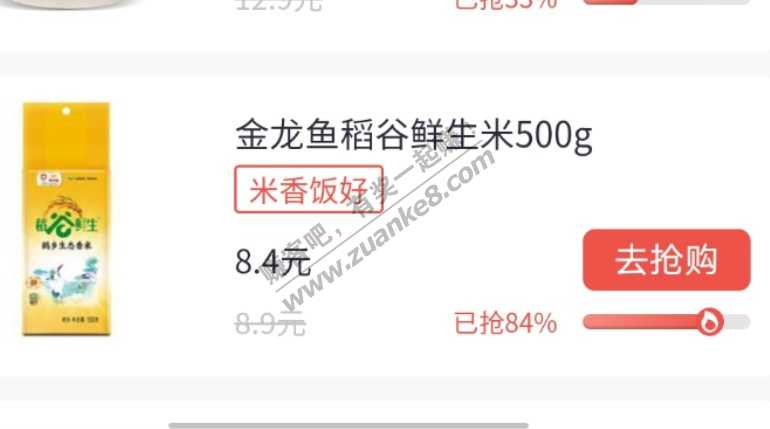 12.9元
已抢33%
金龙鱼稻谷鲜生米500g
米香饭好
8.4元
去抢购
8.9元
已抢84%
稻谷鲜生
鹤乡生态香米
赚客吧，有奖一起赚！
www.zuanke8.com